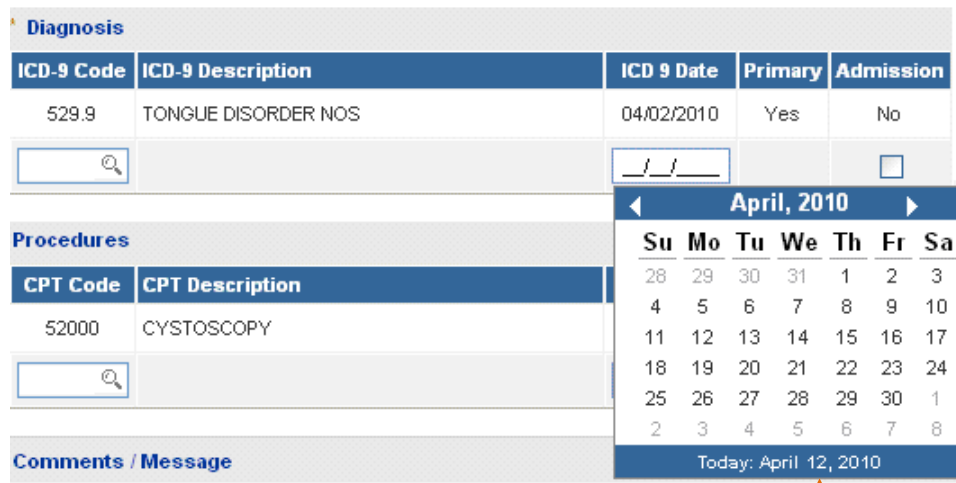 * Diagnosis
ICD-9 Code ICD-9 Description ICD 9 Date Primary Admission
529.9 TONGUE DISORDER NOS 04/02/2010 Yes No
__/__/____
April, 2010
Procedures
Su Mo Tu We Th Fr Sa
CPT Code CPT Description
28 29 30 31 1 2 3
4 5 6 7 8 9 10
52000 CYSTOSCOPY
11 12 13 14 15 16 17
18 19 20 21 22 23 24
25 26 27 28 29 30 1
2 3 4 5 6 7 8
Comments / Message
Today: April 12, 2010